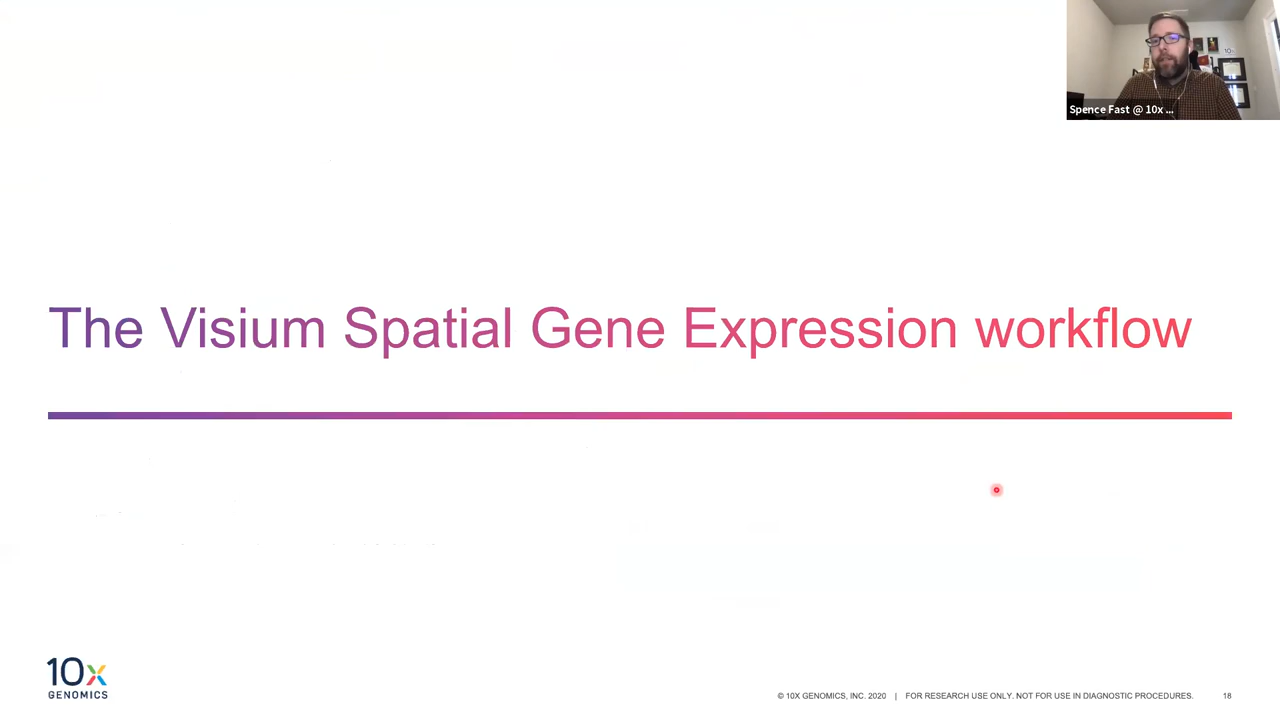 Spence Fast @ 10x ...
The Visium Spatial Gene Expression workflow
10x
GENOMICS
© 10X GENOMICS, INC. 2020 | FOR RESEARCH USE ONLY. NOT FOR USE IN DIAGNOSTIC PROCEDURES. 18